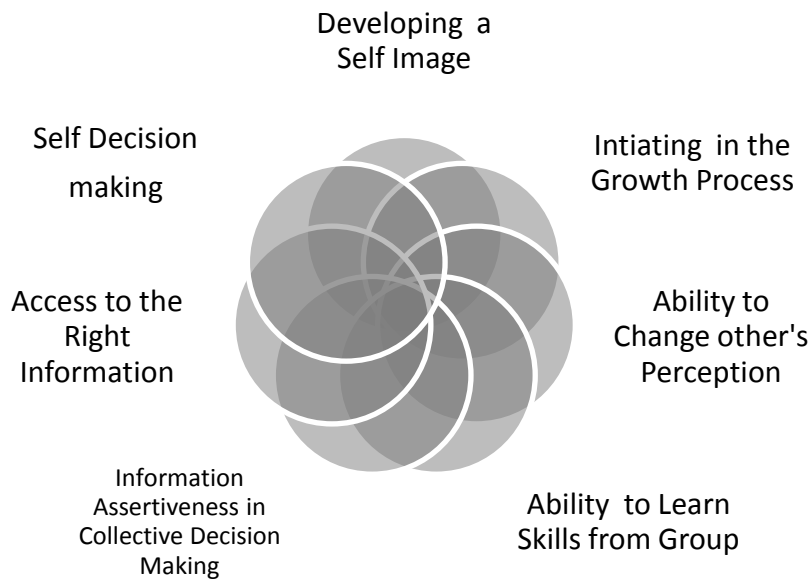 Developing a
Self Image
Intiating in the
Growth Process
Ability to
Change other's
Perception
Ability to Learn
Skills from Group
Information
Assertiveness in
Collective Decision
Making
Access to the
Right
Information
Self Decision
making